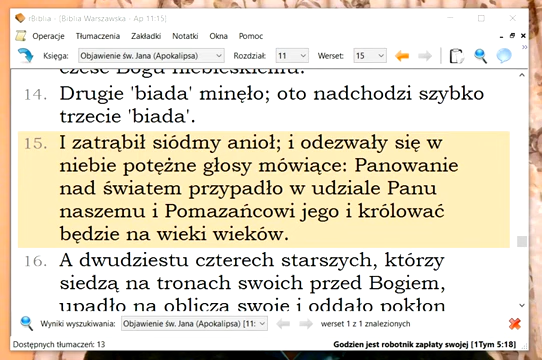 rBiblia - [Biblia Warszawska - Ap 11:15]
Operacje Tłumaczenia Zakładki Notatki Okna Pomoc
Księga: Objawienie św. Jana (Apokalipsa) Rozdział: 11 Werset: 15
cześć Bogu niebieskiemu.
14. Drugie 'biada' minęło; oto nadchodzi szybko
trzecie 'biada'.
15. I zatrąbił siódmy anioł; i odezwały się w
niebie potężne głosy mówiące: Panowanie
nad światem przypadło w udziale Panu
naszemu i Pomazańcowi jego i królować
będzie na wieki wieków.
16. A dwudziestu czterech starszych, którzy
siedzą na tronach swoich przed Bogiem,
upadło na oblicza swoje i oddało pokłon
Wyniki wyszukiwania: Objawienie św. Jana (Apokalipsa) [11: werset 1 z 1 znalezionych
Dostępnych tłumaczeń: 13 Godzien jest robotnik zapłaty swojej [1Tym 5:18]